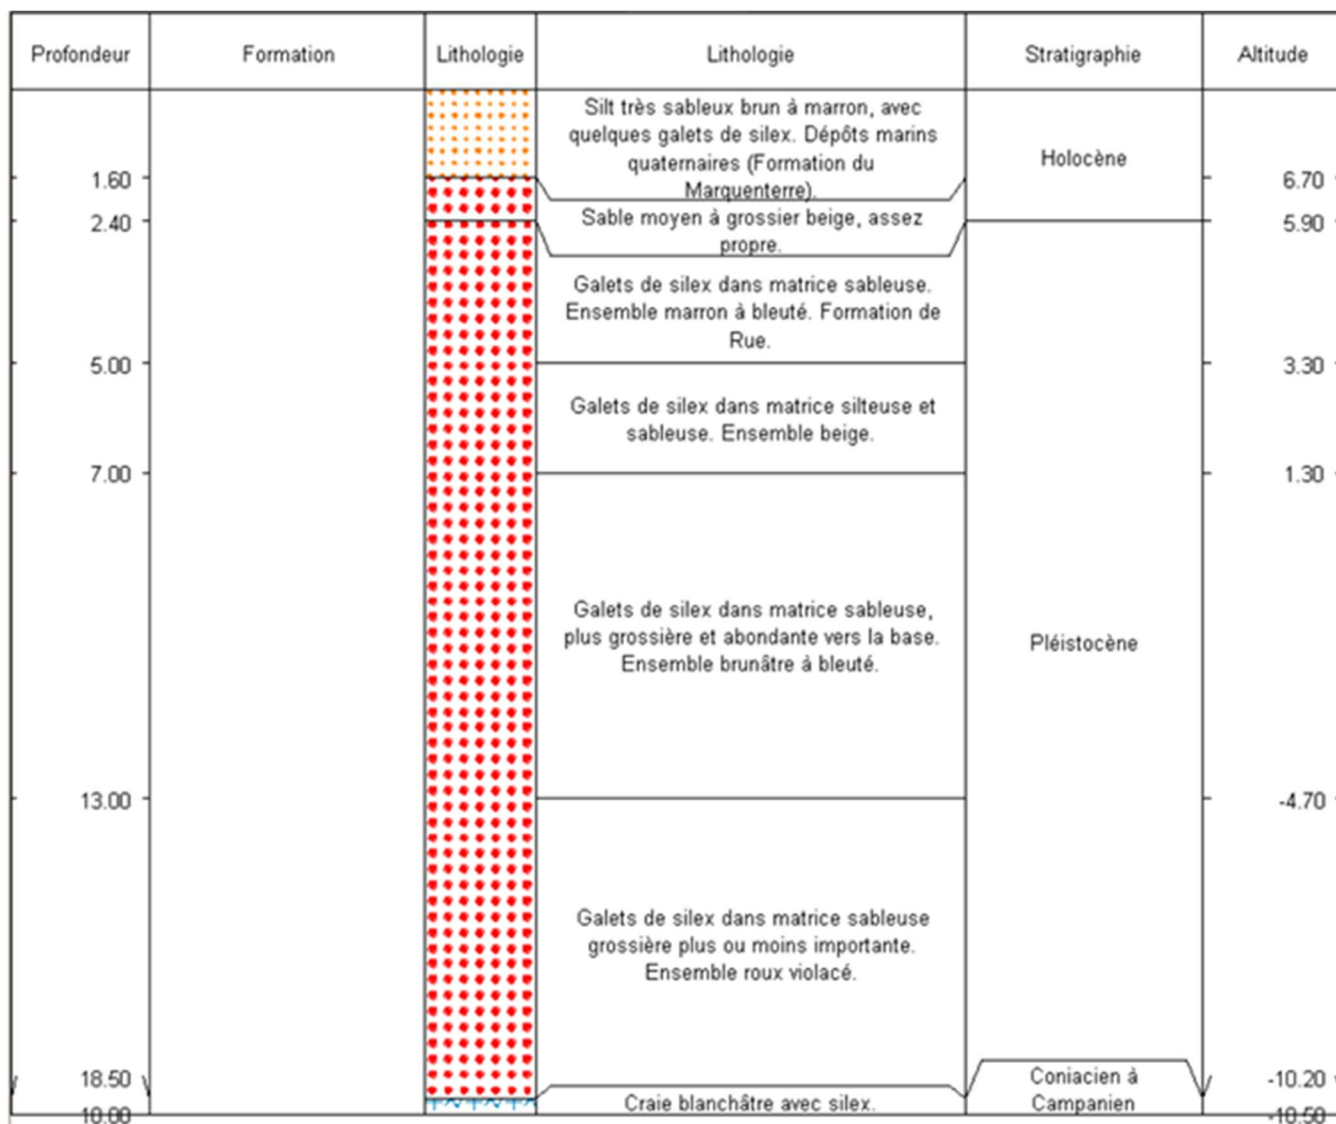 Profondeur Formation Lithologie Lithologie Stratigraphie Altitude
Silt très sableux brun à marron, avec
quelques galets de silex. Dépôts marins
quaternaires (Formation du
Marquenterre).
Holocène
1.60 6.70
Sable moyen à grossier beige, assez
propre.
2.40 5.90
Galets de silex dans matrice sableuse.
Ensemble marron à bleuté. Formation de
Rue.
5.00 3.30
Galets de silex dans matrice silteuse et
sableuse. Ensemble beige.
7.00 1.30
Galets de silex dans matrice sableuse,
plus grossière et abondante vers la base.
Ensemble brunâtre à bleuté.
Pléistocène
13.00 -4.70
Galets de silex dans matrice sableuse
grossière plus ou moins importante.
Ensemble roux violacé.
18.50 -10.20
Craie blanchâtre avec silex.
Coniacien à
Campanien
-10.50